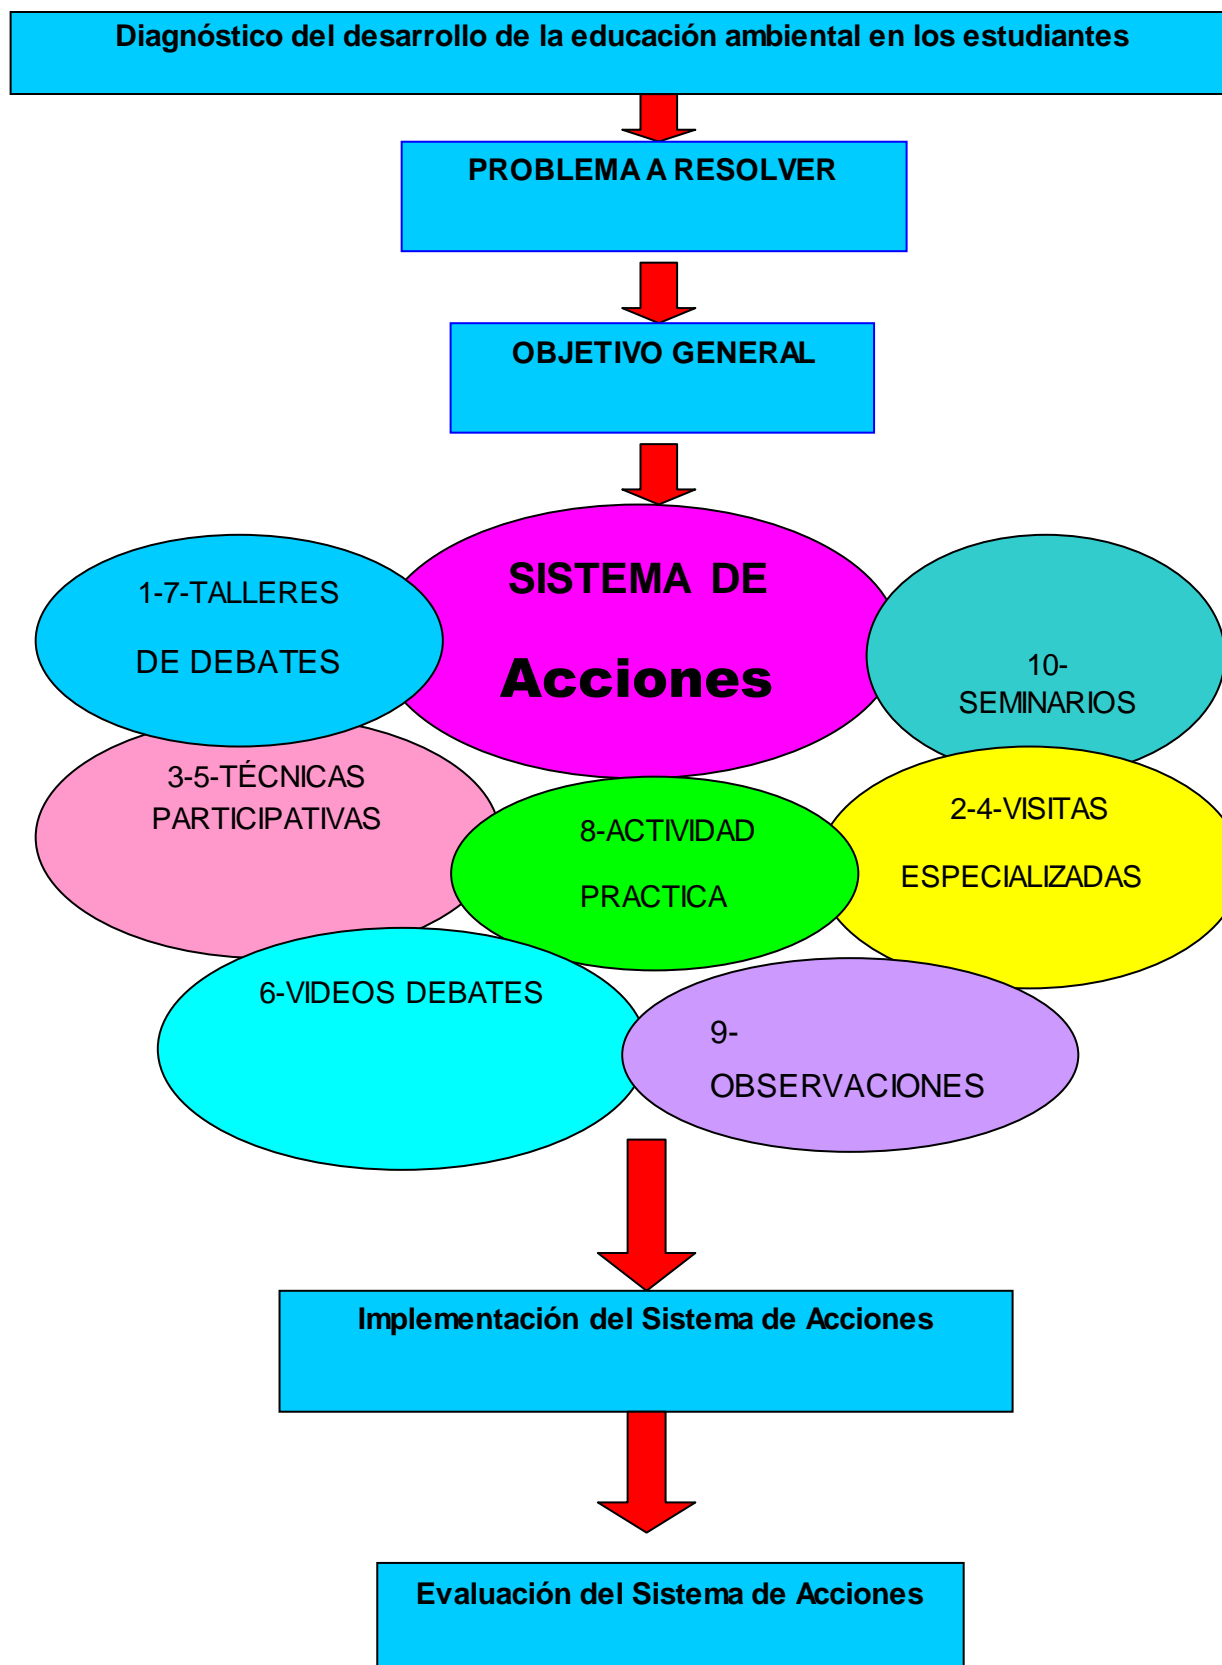 Diagnóstico del desarrollo de la educación ambiental en los estudiantes
PROBLEMA A RESOLVER
OBJETIVO GENERAL
SISTEMA DE
Acciones
1-7-TALLERES
DE DEBATES
10-
SEMINARIOS
3-5-TÉCNICAS
PARTICIPATIVAS
8-ACTIVIDAD
PRACTICA
2-4-VISITAS
ESPECIALIZADAS
6-VIDEOS DEBATES
9-
OBSERVACIONES
Implementación del Sistema de Acciones
Evaluación del Sistema de Acciones